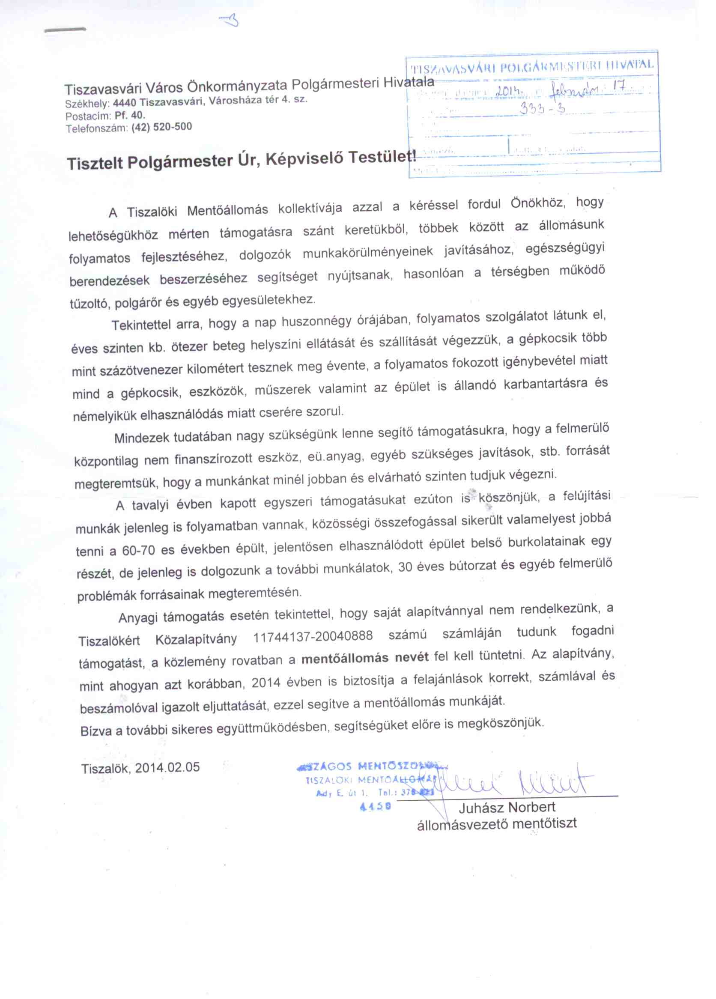 TISZAVASVÁRI POLGÁRMESTERI HIVATAL
2014. február 17.
333-3
Tiszavasvári Város Önkormányzata Polgármesteri Hivatala
Székhely: 4440 Tiszavasvári, Városháza tér 4. sz.
Postacím: Pf. 40.
Telefonszám: (42) 520-500
Tisztelt Polgármester Úr, Képviselő Testület!
A Tiszalöki Mentőállomás kollektívája azzal a kéréssel fordul Önökhöz, hogy
lehetőségükhöz mérten támogatásra szánt keretükből, többek között az állomásunk
folyamatos fejlesztéséhez, dolgozók munkakörülményeinek javításához, egészségügyi
berendezések beszerzéséhez segítséget nyújtsanak, hasonlóan a térségben működő
tűzoltó, polgárőr és egyéb egyesületekhez.
Tekintettel arra, hogy a nap huszonnégy órájában, folyamatos szolgálatot látunk el,
éves szinten kb. ötezer beteg helyszíni ellátását és szállítását végezzük, a gépkocsik több
mint százötvenezer kilométert tesznek meg évente, a folyamatos fokozott igénybevétel miatt
mind a gépkocsik, eszközök, műszerek valamint az épület is állandó karbantartásra és
némelyikük elhasználódás miatt cserére szorul.
Mindezek tudatában nagy szükségünk lenne segítő támogatásukra, hogy a felmerülő
központilag nem finanszírozott eszköz, eü.anyag, egyéb szükséges javítások, stb. forrását
megteremtsük, hogy a munkánkat minél jobban és elvárható szinten tudjuk végezni.
A tavalyi évben kapott egyszeri támogatásukat ezúton is köszönjük, a felújítási
munkák jelenleg is folyamatban vannak, közösségi összefogással sikerült valamelyest jobbá
tenni a 60-70 es években épült, jelentősen elhasználódott épület belső burkolatainak egy
részét, de jelenleg is dolgozunk a további munkálatok, 30 éves bútorzat és egyéb felmerülő
problémák forrásainak megteremtésén.
Anyagi támogatás esetén tekintettel, hogy saját alapítvánnyal nem rendelkezünk, a
Tiszalökért Közalapítvány 11744137-20040888 számú számláján tudunk fogadni
támogatást, a közlemény rovatban a mentőállomás nevét fel kell tüntetni. Az alapítvány,
mint ahogyan azt korábban, 2014 évben is biztosítja a felajánlások korrekt, számlával és
beszámolóval igazolt eljuttatását, ezzel segítve a mentőállomás munkáját.
Bízva a további sikeres együttműködésben, segítségüket előre is megköszönjük.
Tiszalök, 2014.02.05
TISZALÖKI MENTŐÁLLOMÁS
Ady E. út 1. Tel.:
4450
Juhász Norbert
állomásvezető mentőtiszt